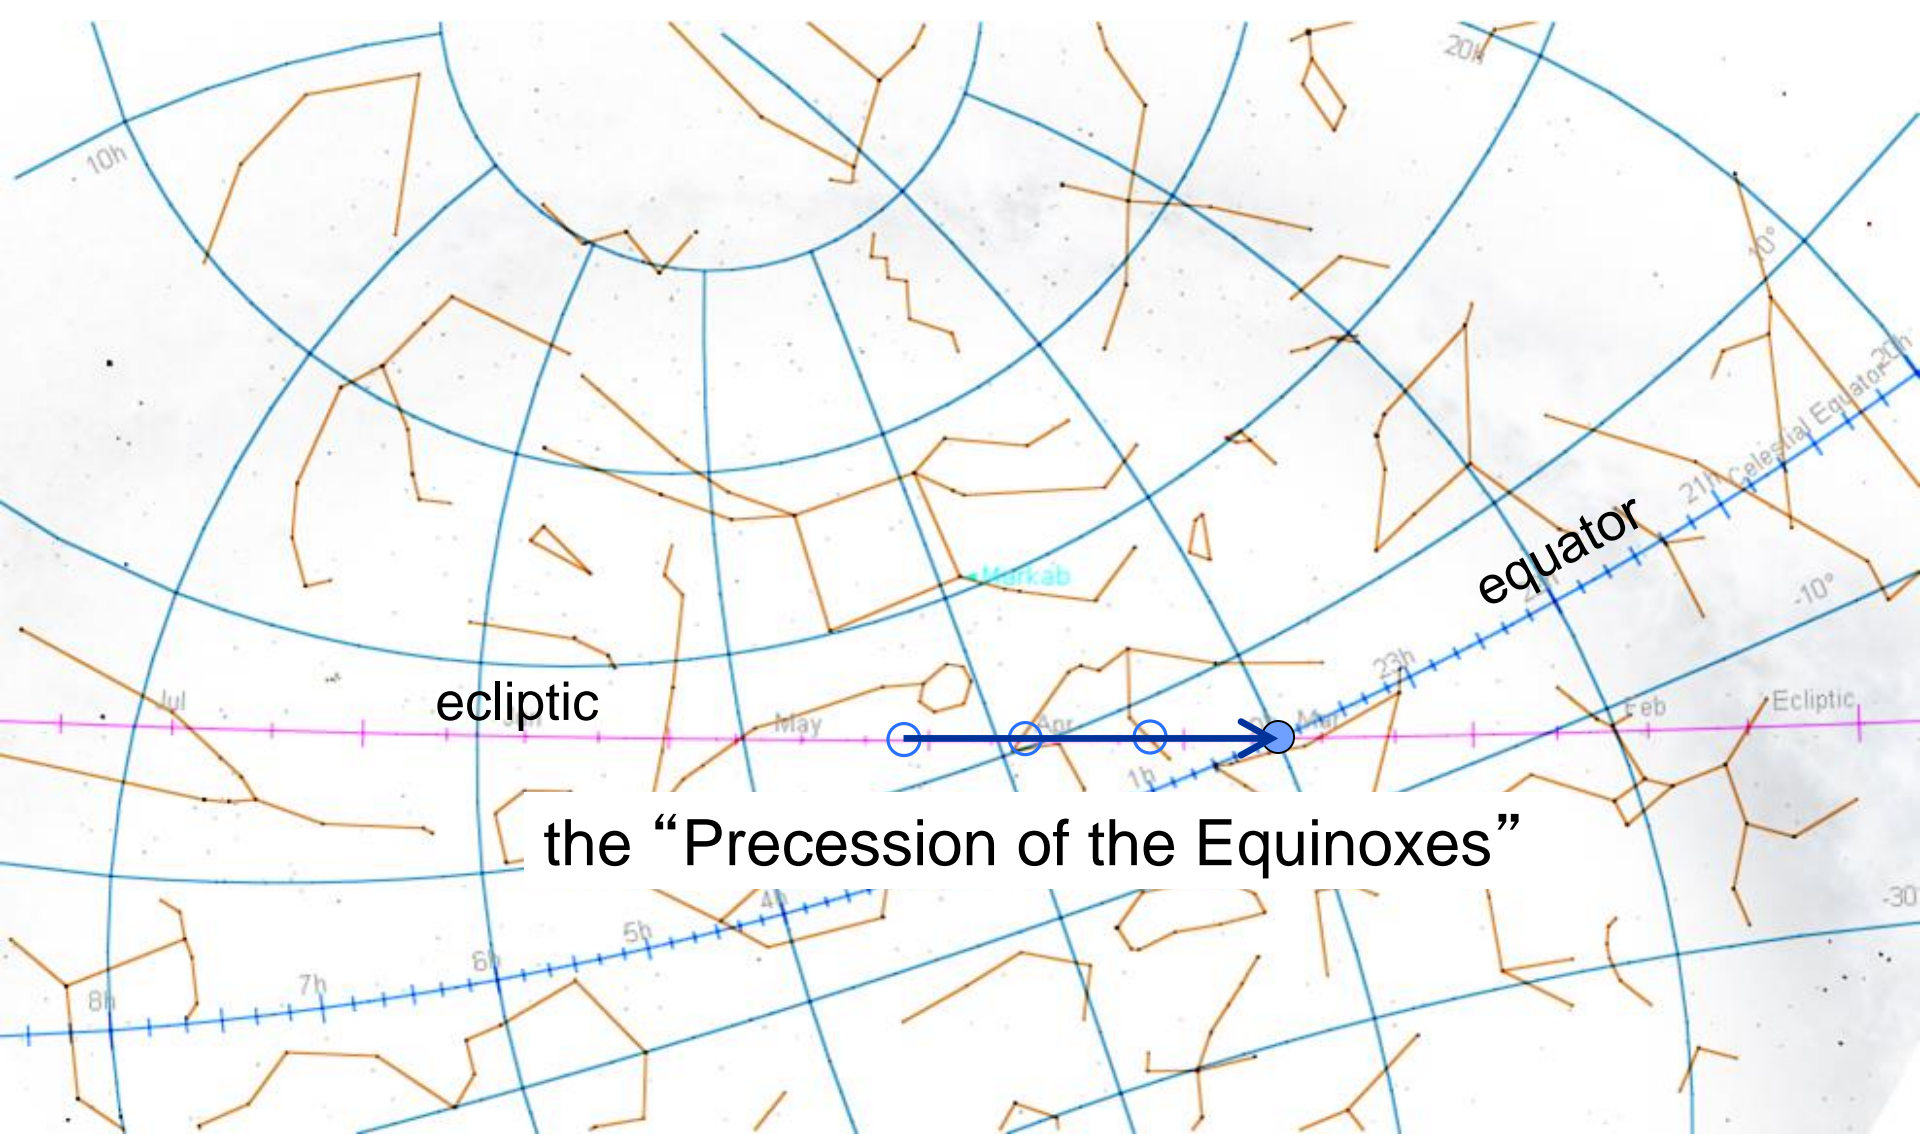 20h
10h
10°
20h
Celestial Equator
21h
equator
Markab
-10°
23h
Jul
ecliptic
May
Apr
Mar
Feb
Ecliptic
1h
the “Precession of the Equinoxes”
4h
-30°
5h
6h
7h
8h